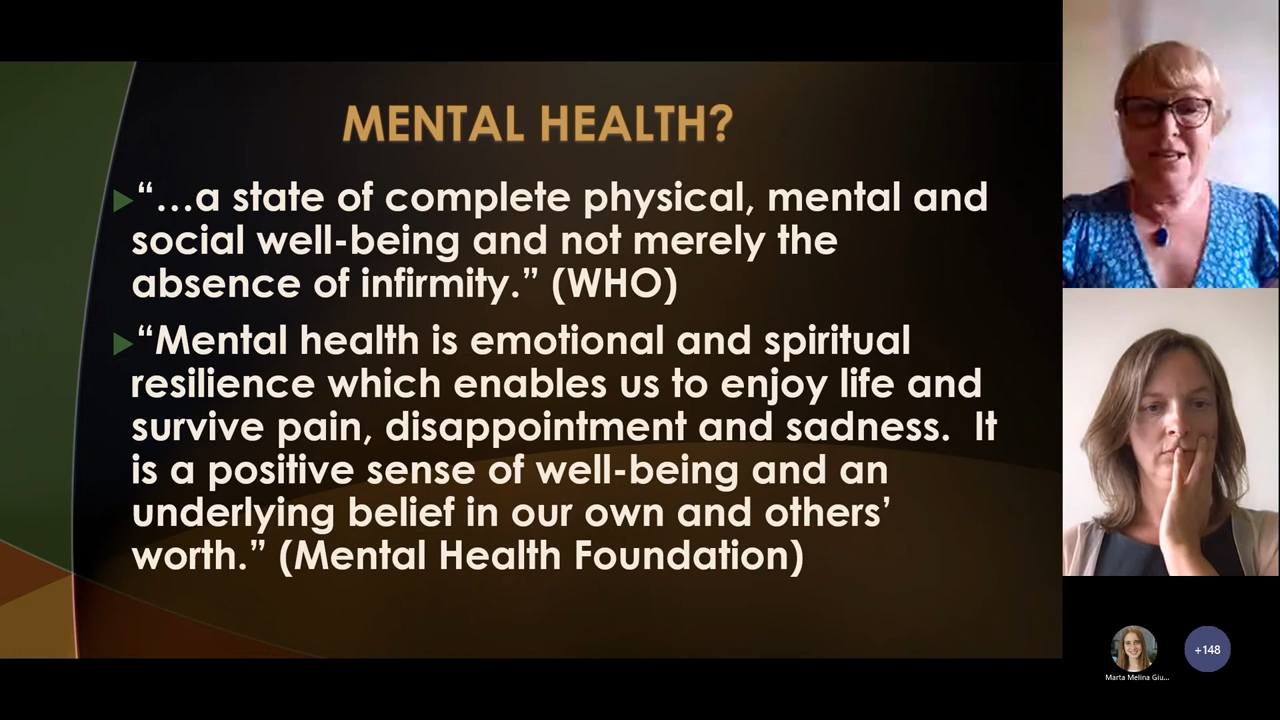 MENTAL HEALTH?
“…a state of complete physical, mental and
social well-being and not merely the
absence of infirmity.” (WHO)
“Mental health is emotional and spiritual
resilience which enables us to enjoy life and
survive pain, disappointment and sadness.  It
is a positive sense of well-being and an
underlying belief in our own and others’
worth.” (Mental Health Foundation)
+148
Marta Melina Giu...